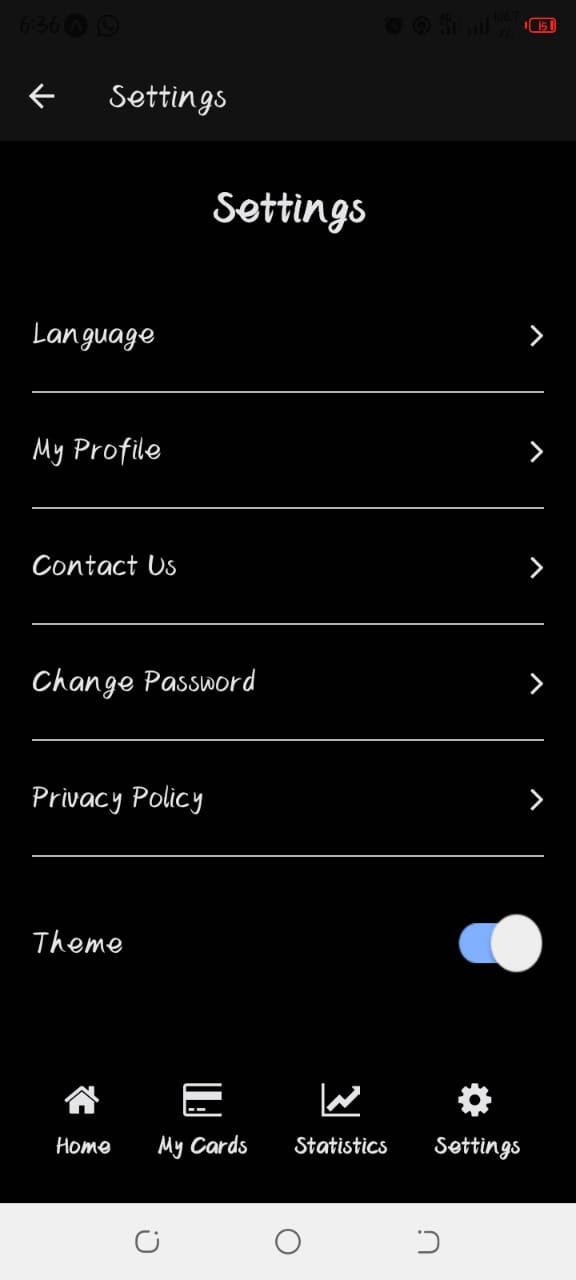 6:36
Settings
Settings
Language
My Profile
Contact Us
Change Password
Privacy Policy
Theme
Home My Cards Statistics Settings